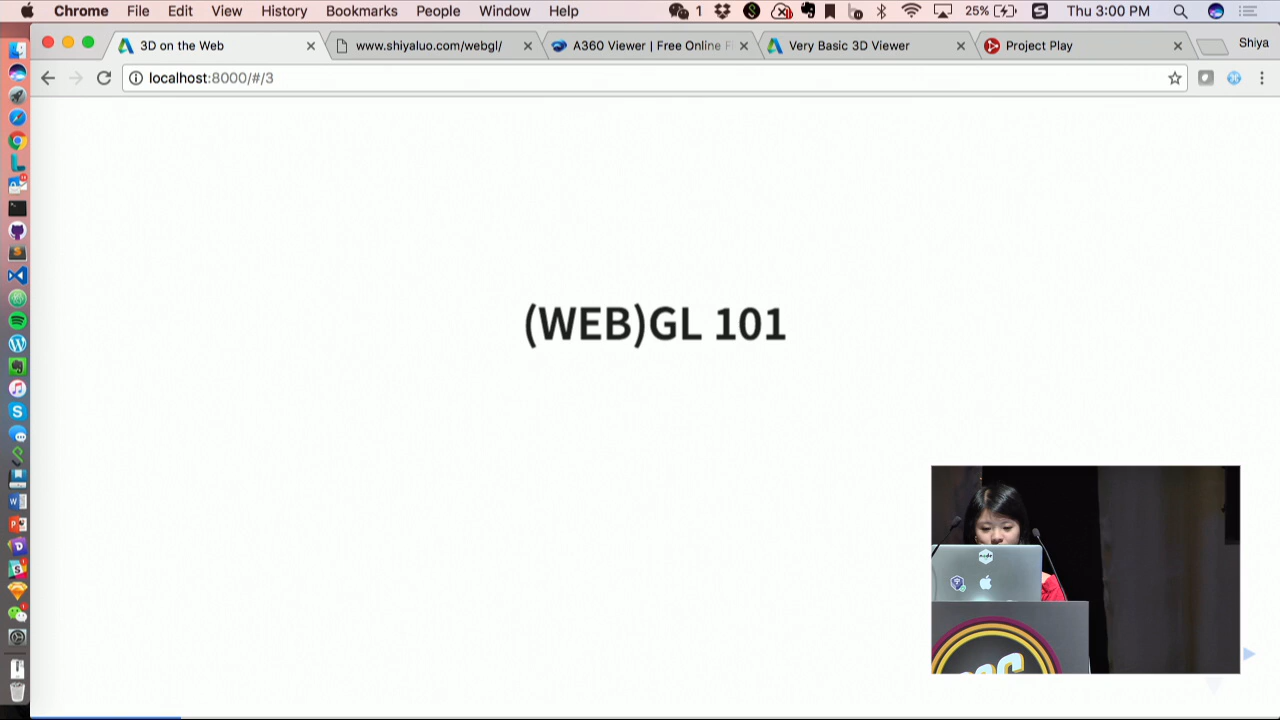 Chrome File Edit View History Bookmarks People Window Help 1 25% Thu 3:00 PM
3D on the Web www.shiyaluo.com/webgl/ A360 Viewer | Free Online F Very Basic 3D Viewer Project Play Shiya
localhost:8000/#/3
(WEB)GL 101